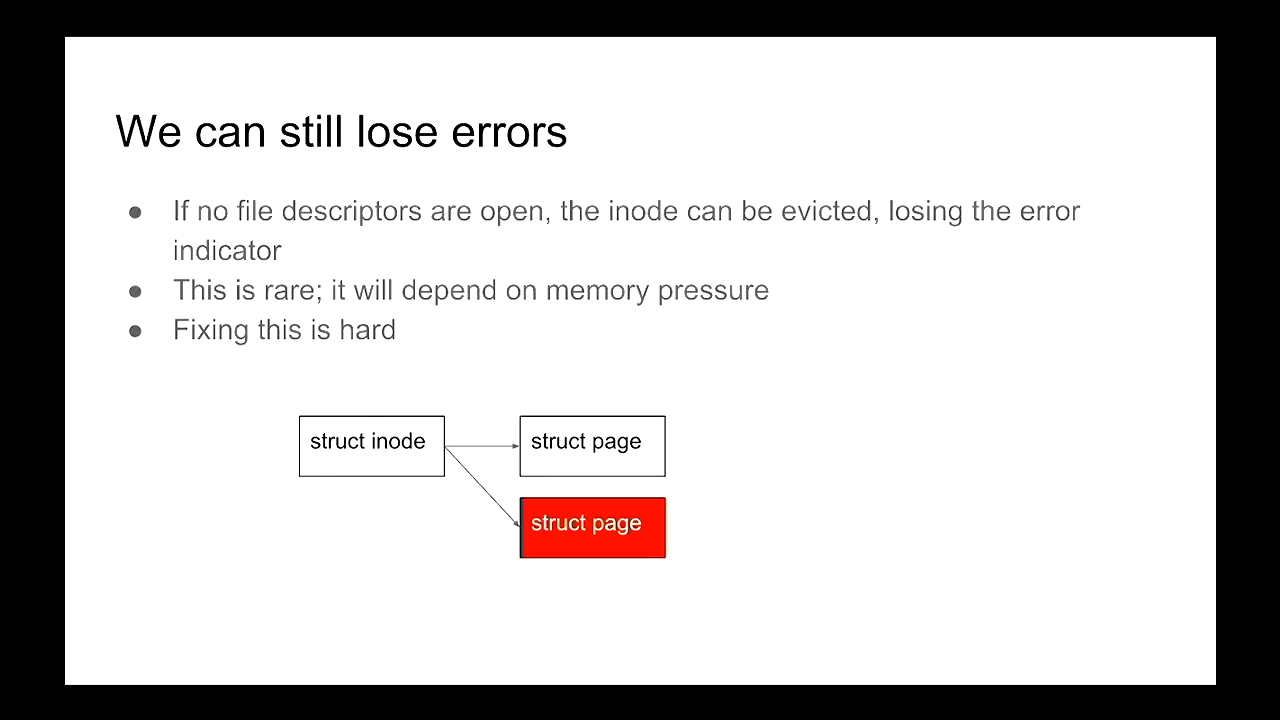 We can still lose errors
● If no file descriptors are open, the inode can be evicted, losing the error
indicator
● This is rare; it will depend on memory pressure
● Fixing this is hard
struct inode
struct page
struct page